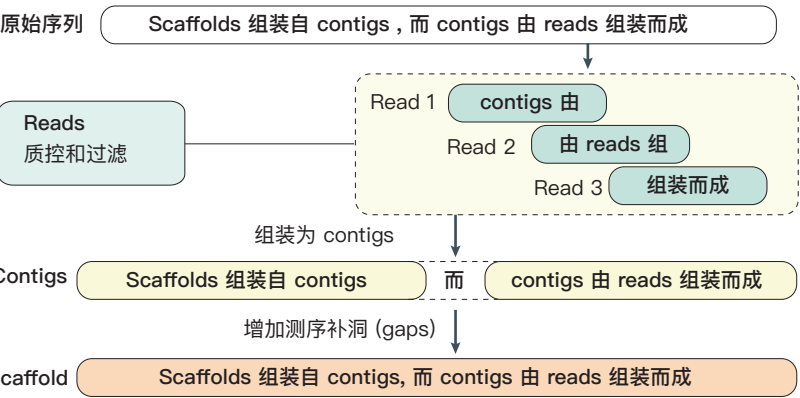 原始序列 Scaffolds 组装自 contigs , 而 contigs 由 reads 组装而成
Read 1 contigs 由
Reads
质控和过滤
Read 2 由 reads 组
Read 3 组装而成
组装为 contigs
Contigs Scaffolds 组装自 contigs 而 contigs 由 reads 组装而成
增加测序补洞 (gaps)
caffold Scaffolds 组装自 contigs, 而 contigs 由 reads 组装而成